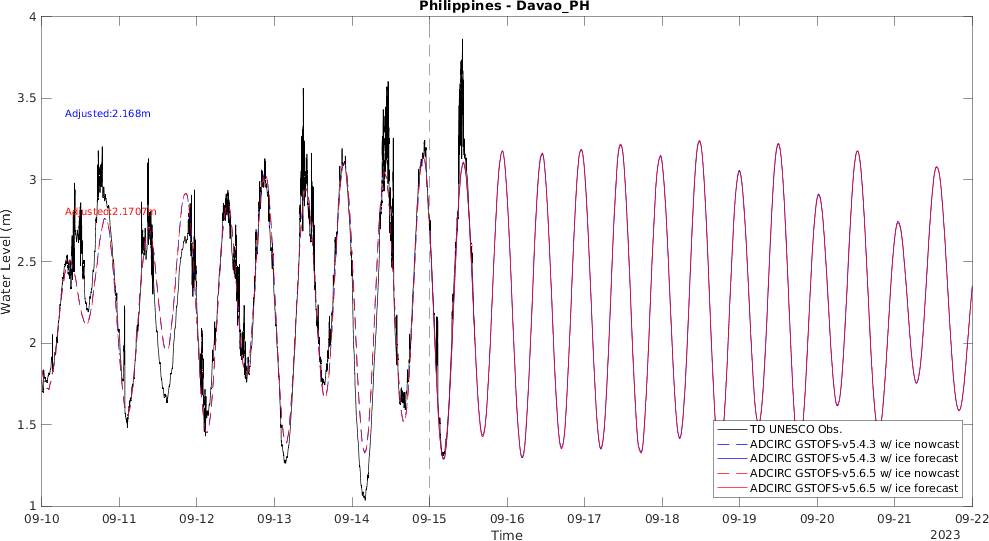 Philippines - Davao_PH
4
3.5
3
2.5
2
1.5
1
Water Level (m)
Adjusted:2.168m
Adjusted:2.1707m
TD UNESCO Obs.
ADCIRC GSTOFS-v5.4.3 w/ ice nowcast
ADCIRC GSTOFS-v5.4.3 w/ ice forecast
ADCIRC GSTOFS-v5.6.5 w/ ice nowcast
ADCIRC GSTOFS-v5.6.5 w/ ice forecast
09-10 09-11 09-12 09-13 09-14 09-15 09-16 09-17 09-18 09-19 09-20 09-21 09-22
Time
2023